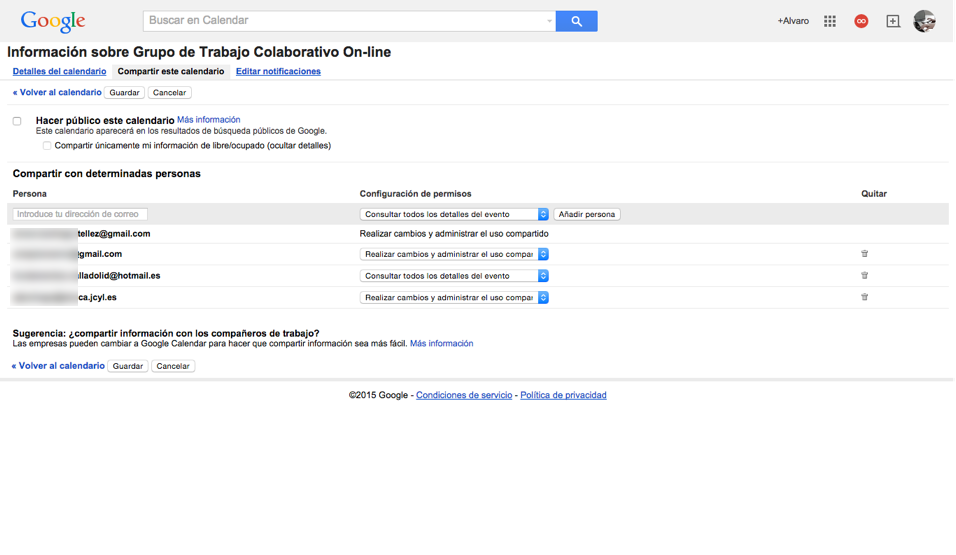 Google
Buscar en Calendar
+Alvaro
Información sobre Grupo de Trabajo Colaborativo On-line
Detalles del calendario Compartir este calendario Editar notificaciones
« Volver al calendario Guardar Cancelar
Hacer público este calendario Más información
Este calendario aparecerá en los resultados de búsqueda públicos de Google.
Compartir únicamente mi información de libre/ocupado (ocultar detalles)
Compartir con determinadas personas
Persona Configuración de permisos Quitar
Introduce tu dirección de correo Consultar todos los detalles del evento Añadir persona
tellez@gmail.com Realizar cambios y administrar el uso compartido
gmail.com Realizar cambios y administrar el uso compar
lladolid@hotmail.es Consultar todos los detalles del evento
ca.jcyl.es Realizar cambios y administrar el uso compar
Sugerencia: ¿compartir información con los compañeros de trabajo?
Las empresas pueden cambiar a Google Calendar para hacer que compartir información sea más fácil. Más información
« Volver al calendario Guardar Cancelar
©2015 Google - Condiciones de servicio - Política de privacidad